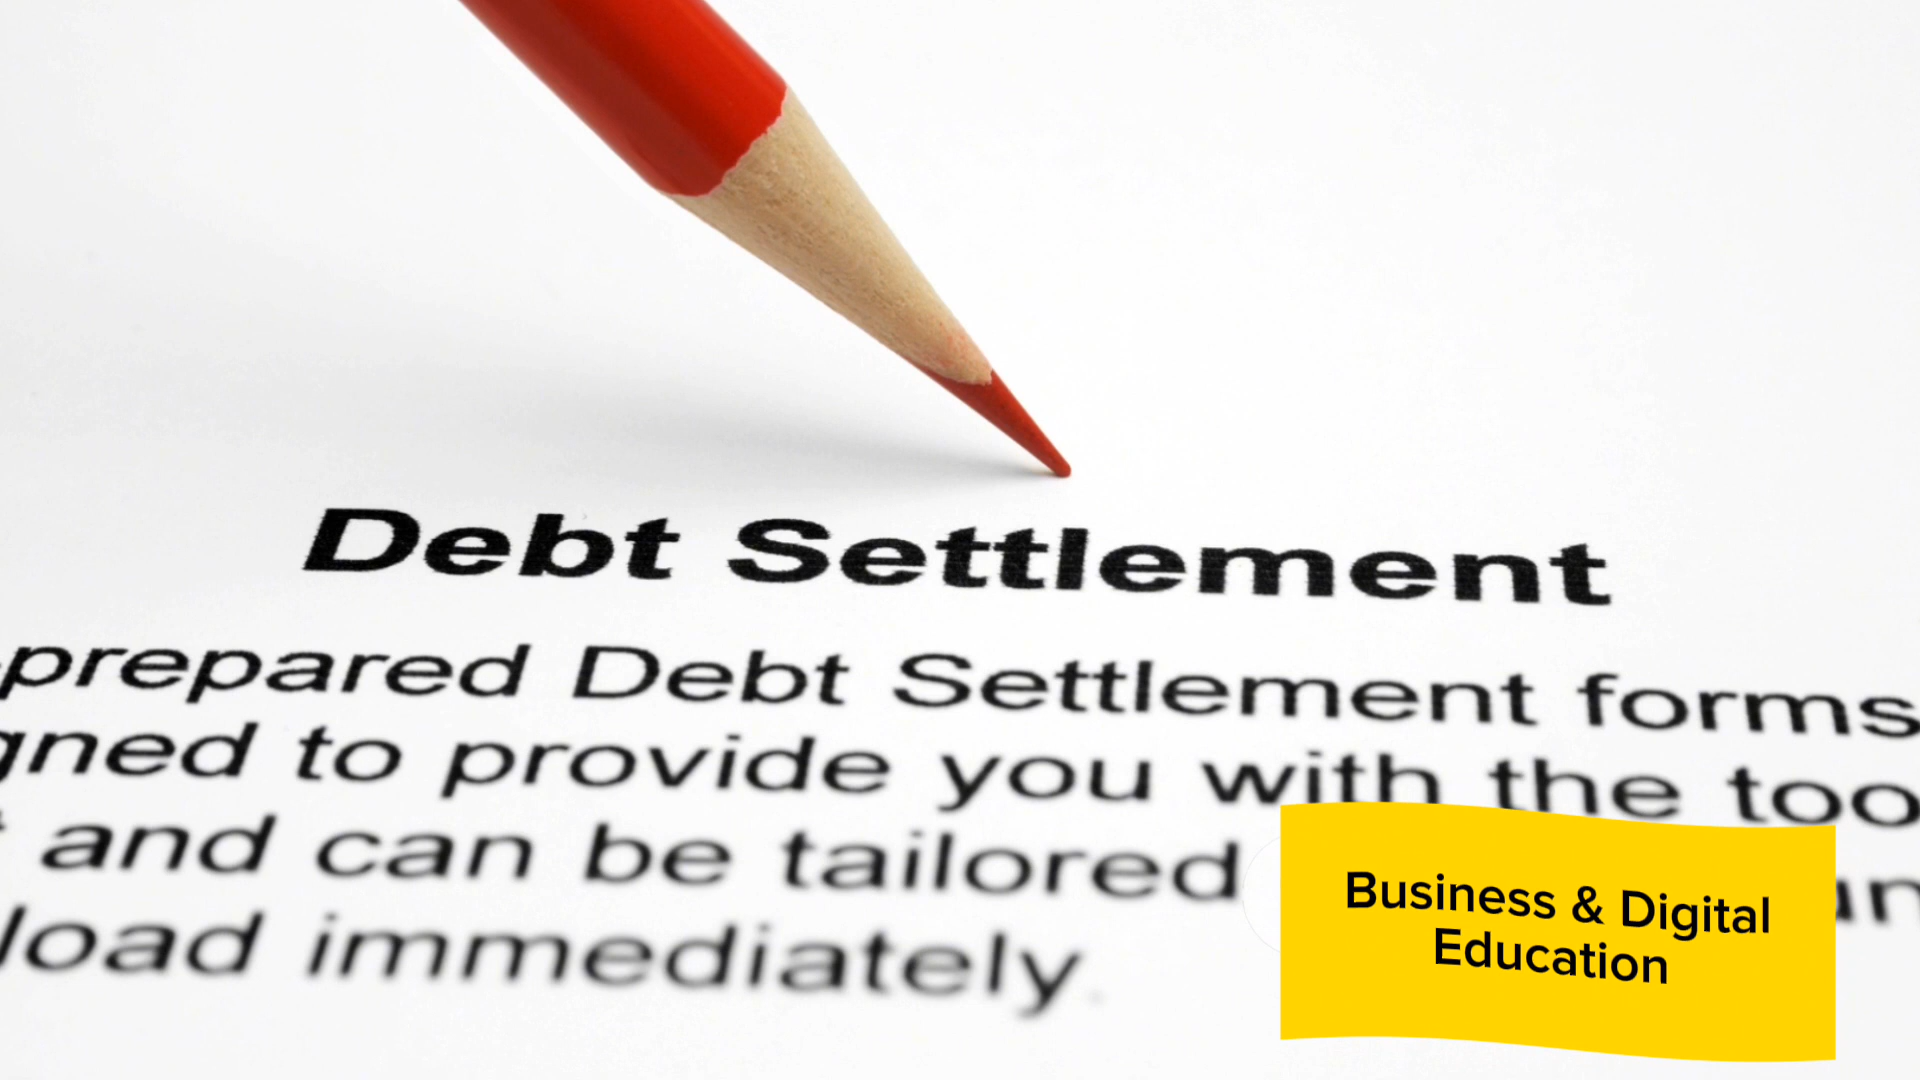 Debt Settlement
-prepared Debt Settlement forms
gned to provide you with the too
and can be tailored
load immediately.
Business & Digital
Education